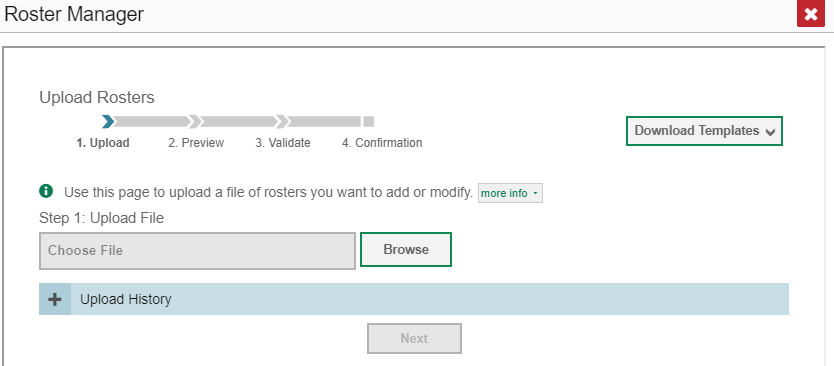 Roster Manager
Upload Rosters
1. Upload 2. Preview 3. Validate 4. Confirmation
Download Templates
Use this page to upload a file of rosters you want to add or modify. more info
Step 1: Upload File
Choose File Browse
Upload History
Next